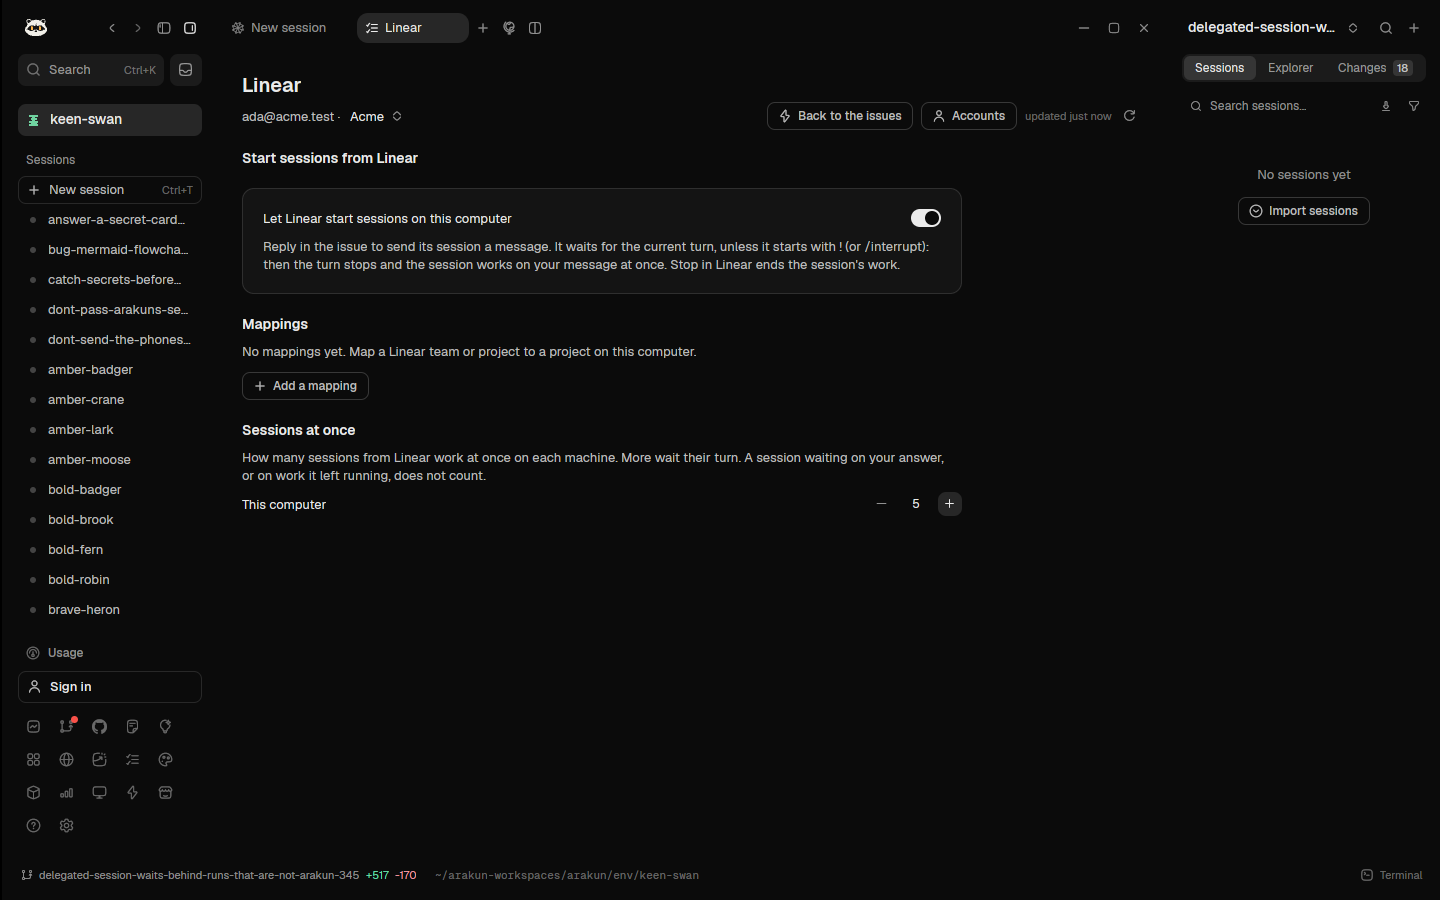 New session
Linear
delegated-session-w...
Search
Ctrl+K
keen-swan
Sessions
New session
Ctrl+T
answer-a-secret-card...
bug-mermaid-flowcha...
catch-secrets-before...
dont-pass-arakuns-se...
dont-send-the-phones...
amber-badger
amber-crane
amber-lark
amber-moose
bold-badger
bold-brook
bold-fern
bold-robin
brave-heron
Usage
Sign in
Linear
ada@acme.test · Acme
Back to the issues
Accounts
updated just now
Start sessions from Linear
Let Linear start sessions on this computer
Reply in the issue to send its session a message. It waits for the current turn, unless it starts with ! (or /interrupt):
then the turn stops and the session works on your message at once. Stop in Linear ends the session's work.
Mappings
No mappings yet. Map a Linear team or project to a project on this computer.
Add a mapping
Sessions at once
How many sessions from Linear work at once on each machine. More wait their turn. A session waiting on your answer,
or on work it left running, does not count.
This computer
5
Sessions
Explorer
Changes 18
Search sessions...
No sessions yet
Import sessions
delegated-session-waits-behind-runs-that-are-not-arakun-345 +517 -170
~/arakun-workspaces/arakun/env/keen-swan
Terminal